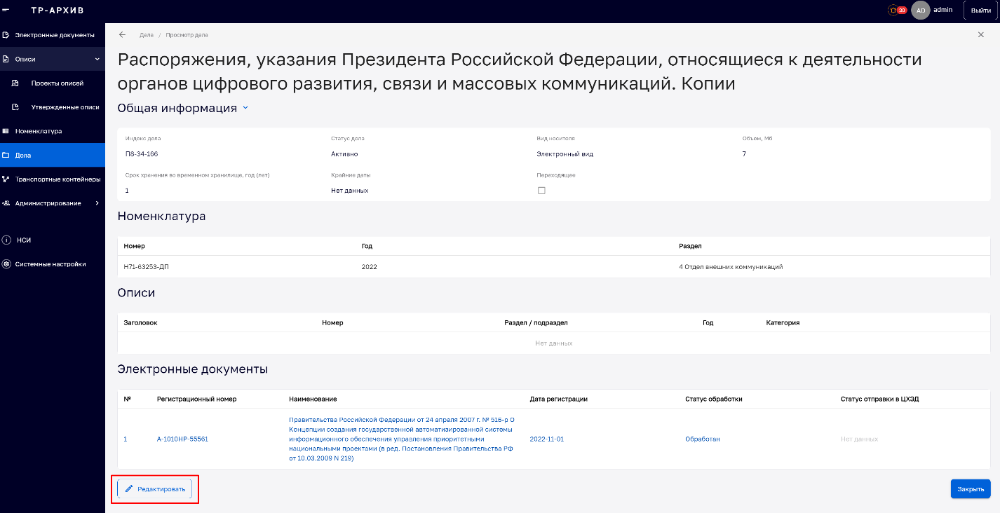 ТР-АРХИВ
30
AD
admin
Выйти
Электронные документы
Описи
Проекты описей
Утвержденные описи
Номенклатура
Дела
Транспортные контейнеры
Администрирование
НСИ
Системные настройки
Дела / Просмотр дела
Распоряжения, указания Президента Российской Федерации, относящиеся к деятельности
органов цифрового развития, связи и массовых коммуникаций. Копии
Общая информация
Индекс дела Статус дела Вид носителя Объем, Мб
П8-34-166 Активно Электронный вид 7
Срок хранения во временном хранилище, год (лет) Крайние даты Переходящее
1 Нет данных
Номенклатура
Номер Год Раздел
Н71-63253-ДП 2022 4 Отдел внешних коммуникаций
Описи
Заголовок Номер Раздел / подраздел Год Категория
Нет данных
Электронные документы
№ Регистрационный номер Наименование Дата регистрации Статус обработки Статус отправки в ЦХЭД
Правительства Российской Федерации от 24 апреля 2007 г. № 516-р О
Концепции создания государственной автоматизированной системы
1 А-1010НР-55561 информационного обеспечения управления приоритетными 2022-11-01 Обработан Нет данных
национальными проектами (в ред. Постановления Правительства РФ
от 10.03.2009 N 219)
Редактировать
Закрыть